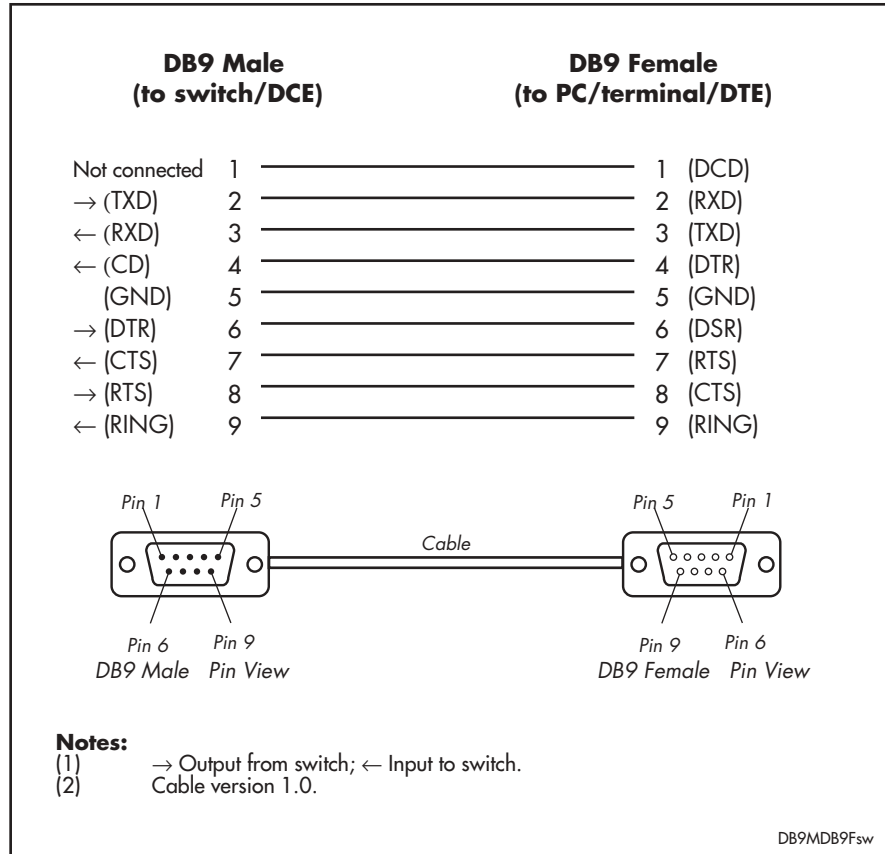 DB9 Male
(to switch/DCE)
DB9 Female
(to PC/terminal/DTE)
Not connected 1 1 (DCD)
→ (TXD) 2 2 (RXD)
← (RXD) 3 3 (TXD)
← (CD) 4 4 (DTR)
(GND) 5 5 (GND)
→ (DTR) 6 6 (DSR)
← (CTS) 7 7 (RTS)
→ (RTS) 8 8 (CTS)
← (RING) 9 9 (RING)
Pin 1 Pin 5 Pin 5 Pin 1
Cable
Pin 6 Pin 9 Pin 9 Pin 6
DB9 Male Pin View DB9 Female Pin View
Notes:
(1) → Output from switch; ← Input to switch.
(2) Cable version 1.0.
DB9MDB9Fsw